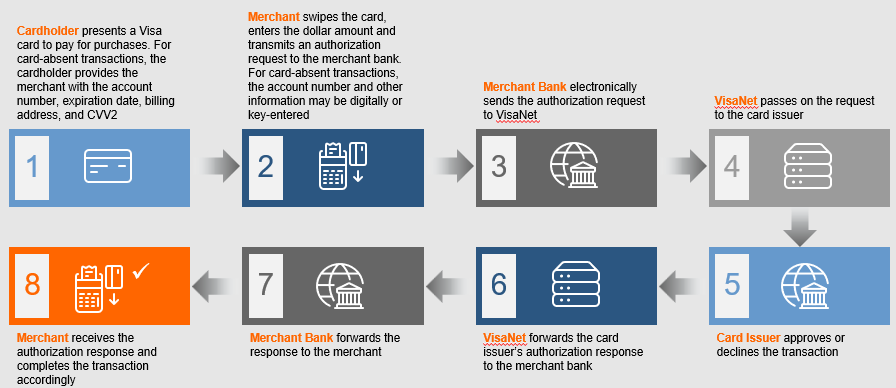 Cardholder presents a Visa
card to pay for purchases. For
card-absent transactions, the
cardholder provides the
merchant with the account
number, expiration date, billing
address, and CVV2
Merchant swipes the card,
enters the dollar amount and
transmits an authorization
request to the merchant bank.
For card-absent transactions,
the account number and other
information may be digitally or
key-entered
Merchant Bank electronically
sends the authorization request
to VisaNet
VisaNet passes on the request
to the card issuer
1
2
3
4
8
7
6
5
Merchant receives the
authorization response and
completes the transaction
accordingly
Merchant Bank forwards the
response to the merchant
VisaNet forwards the card
issuer's authorization response
to the merchant bank
Card Issuer approves or
declines the transaction